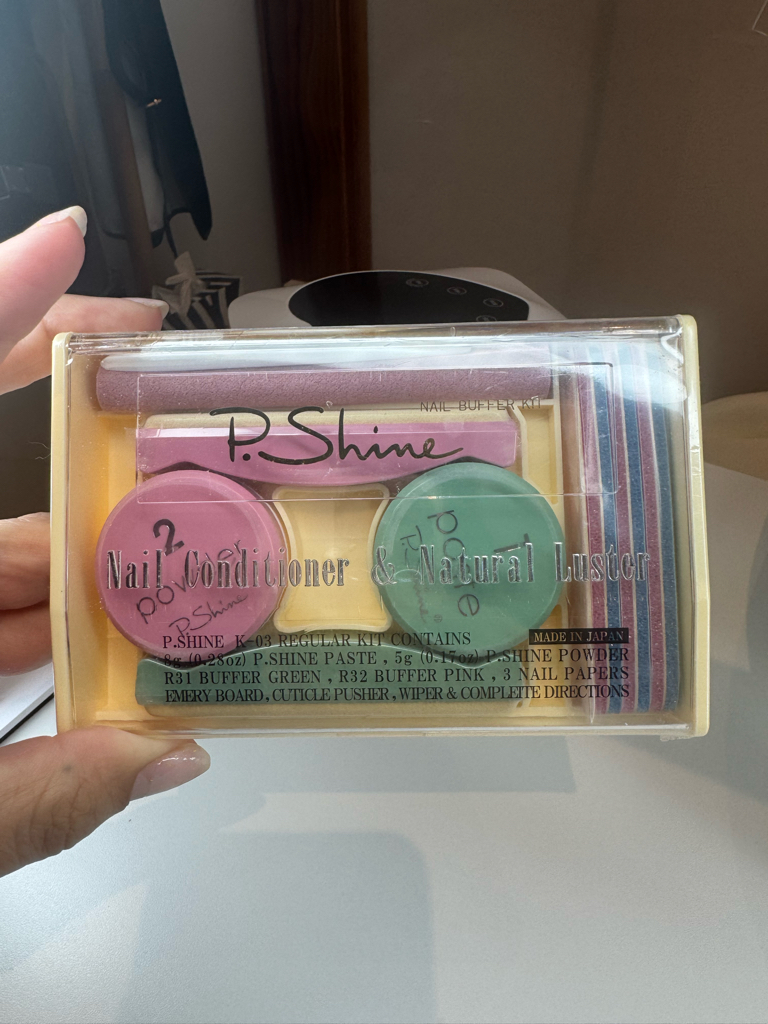 NAIL BUFFER KIT
P.Shine
2
powder
P.Shine
1
paste
P.Shine
®
Nail Conditioner & Natural Luster
P.SHINE K-03 REGULAR KIT CONTAINS
MADE IN JAPAN
8g (0.28oz) P.SHINE PASTE , 5g (0.17oz) P.SHINE POWDER
R31 BUFFER GREEN , R32 BUFFER PINK , 3 NAIL PAPERS
EMERY BOARD , CUTICLE PUSHER , WIPER & COMPLEITE DIRECTIONS